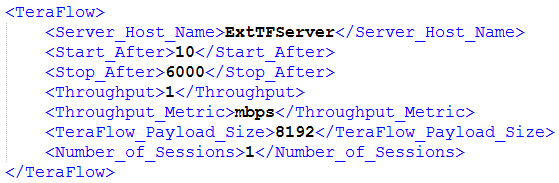 <TeraFlow>
<Server_Host_Name>ExtTFServer</Server_Host_Name>
<Start_After>10</Start_After>
<Stop_After>6000</Stop_After>
<Throughput>1</Throughput>
<Throughput_Metric>mbps</Throughput_Metric>
<TeraFlow_Payload_Size>8192</TeraFlow_Payload_Size>
<Number_of_Sessions>1</Number_of_Sessions>
</TeraFlow>